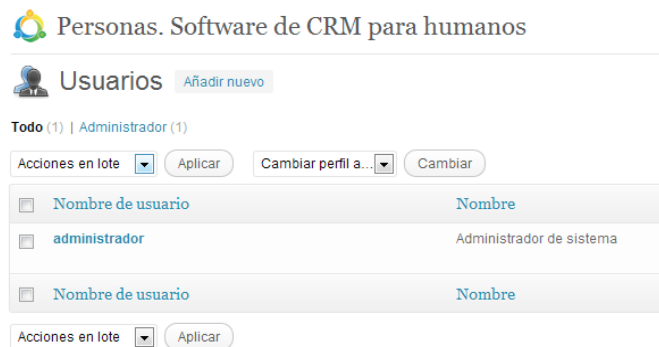 Personas. Software de CRM para humanos
Usuarios Añadir nuevo
Todo (1) | Administrador (1)
Acciones en lote Aplicar Cambiar perfil a... Cambiar
Nombre de usuario Nombre
administrador Administrador de sistema
Nombre de usuario Nombre
Acciones en lote Aplicar